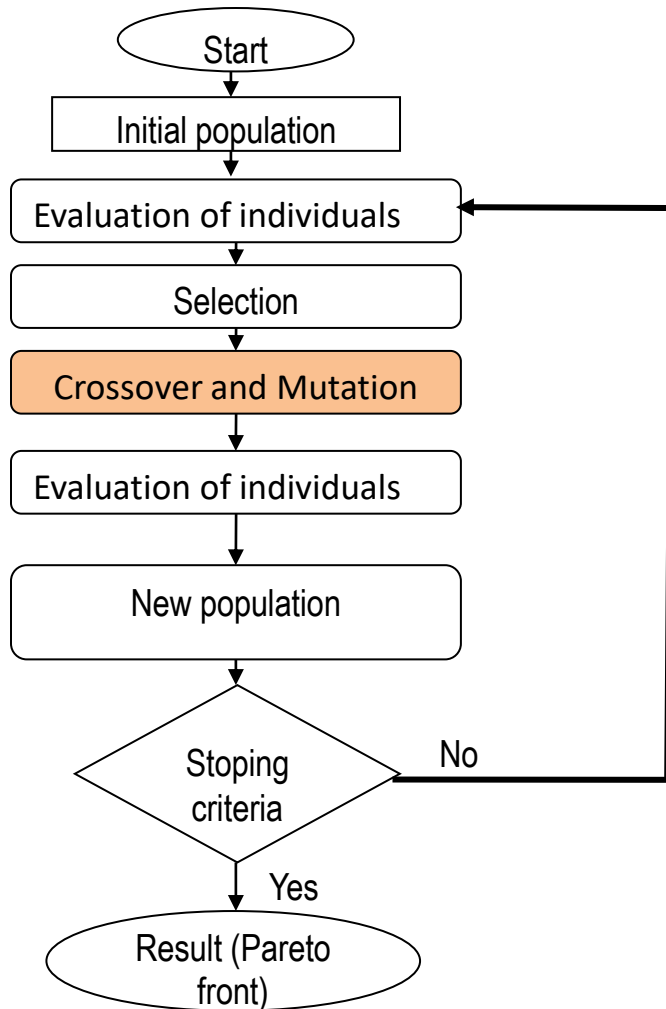 Start
Initial population
Evaluation of individuals
Selection
Crossover and Mutation
Evaluation of individuals
New population
Stoping
criteria
No
Yes
Result (Pareto
front)